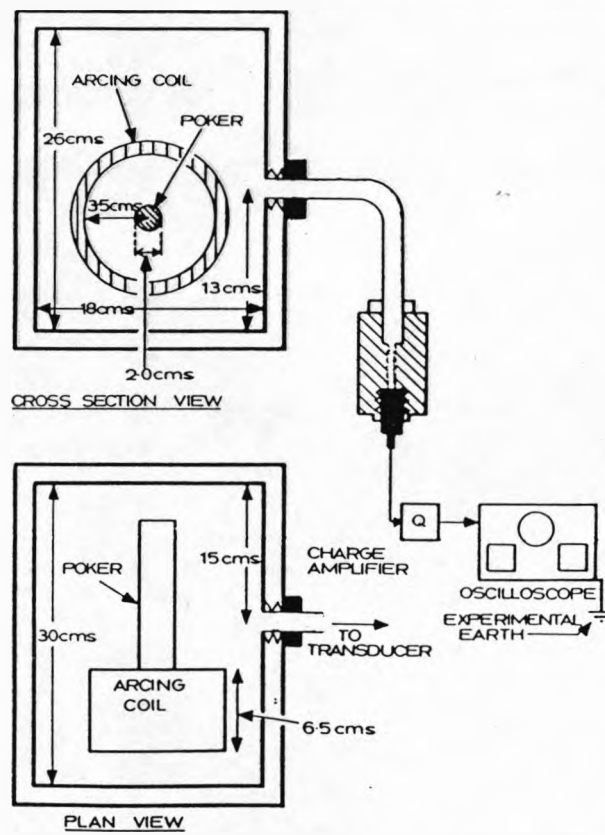 ARCING COIL
POKER
26cms
35cms
13cms
18cms
2·0cms
CROSS SECTION VIEW
Q
15cms
CHARGE
AMPLIFIER
OSCILLOSCOPE
POKER
30cms
EXPERIMENTAL
EARTH
TO
TRANSDUCER
ARCING
COIL
6·5cms
PLAN VIEW